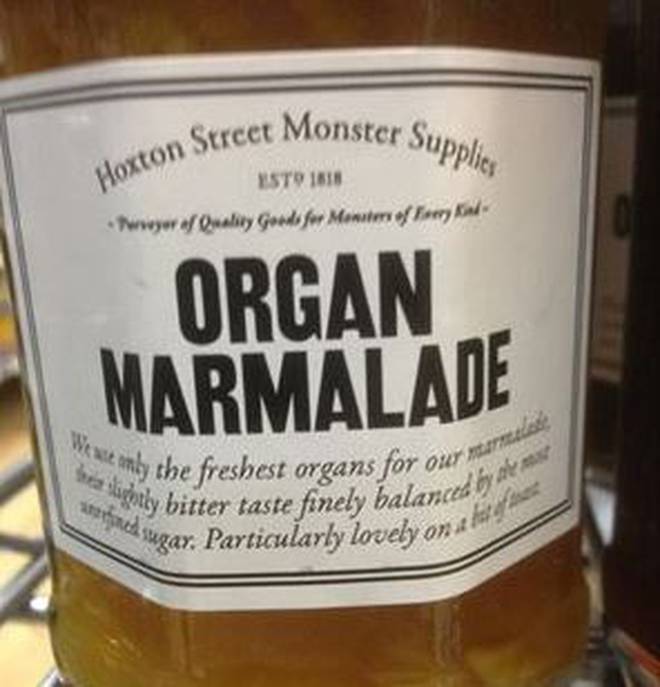 Hoxton Street Monster Supplies
ESTD 1818
- Purveyor of Quality Goods for Monsters of Every Kind -
ORGAN
MARMALADE
We use only the freshest organs for our marmalade,
their slightly bitter taste finely balanced by the most
unrefined sugar. Particularly lovely on a bit of toast.